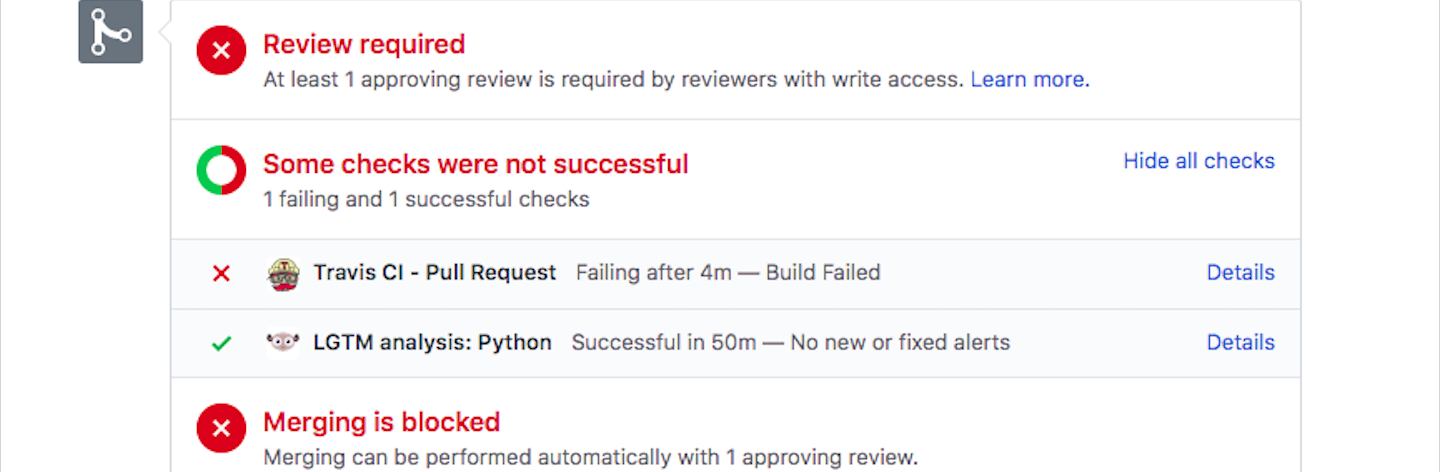 Review required
At least 1 approving review is required by reviewers with write access. Learn more.
Some checks were not successful
Hide all checks
1 failing and 1 successful checks
Travis CI - Pull Request Failing after 4m — Build Failed Details
LGTM analysis: Python Successful in 50m — No new or fixed alerts Details
Merging is blocked
Merging can be performed automatically with 1 approving review.